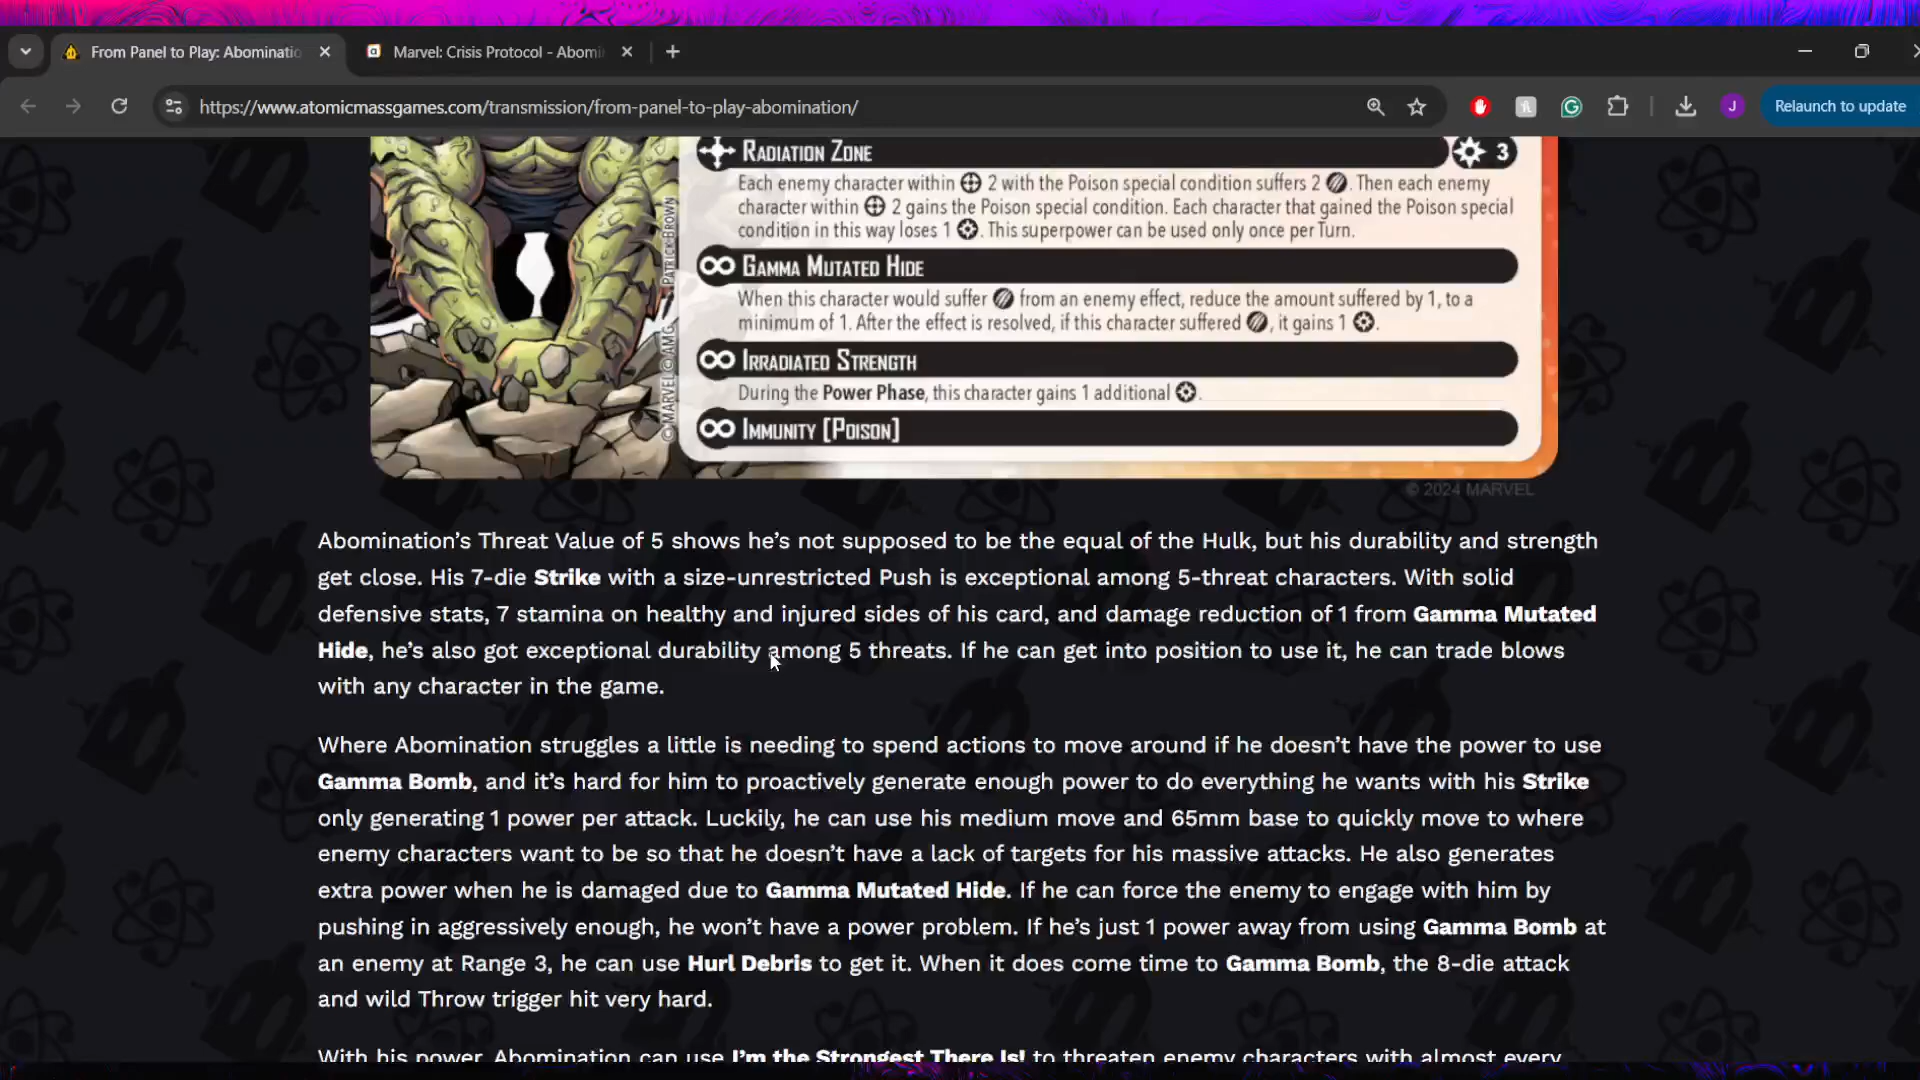 From Panel to Play: Abominatio
Marvel: Crisis Protocol - Abomi
https://www.atomicmassgames.com/transmission/from-panel-to-play-abomination/
J
Relaunch to update
RADIATION ZONE
3
Each enemy character within 2 with the Poison special condition suffers 2 . Then each enemy
character within 2 gains the Poison special condition. Each character that gained the Poison special
condition in this way loses 1 . This superpower can be used only once per Turn.
GAMMA MUTATED HIDE
When this character would suffer from an enemy effect, reduce the amount suffered by 1, to a
minimum of 1. After the effect is resolved, if this character suffered , it gains 1 .
IRRADIATED STRENGTH
During the Power Phase, this character gains 1 additional .
IMMUNITY [POISON]
© MARVEL © AMG PATRICK BROWN
© 2024 MARVEL
Abomination’s Threat Value of 5 shows he’s not supposed to be the equal of the Hulk, but his durability and strength
get close. His 7-die Strike with a size-unrestricted Push is exceptional among 5-threat characters. With solid
defensive stats, 7 stamina on healthy and injured sides of his card, and damage reduction of 1 from Gamma Mutated
Hide, he’s also got exceptional durability among 5 threats. If he can get into position to use it, he can trade blows
with any character in the game.
Where Abomination struggles a little is needing to spend actions to move around if he doesn’t have the power to use
Gamma Bomb, and it’s hard for him to proactively generate enough power to do everything he wants with his Strike
only generating 1 power per attack. Luckily, he can use his medium move and 65mm base to quickly move to where
enemy characters want to be so that he doesn’t have a lack of targets for his massive attacks. He also generates
extra power when he is damaged due to Gamma Mutated Hide. If he can force the enemy to engage with him by
pushing in aggressively enough, he won’t have a power problem. If he’s just 1 power away from using Gamma Bomb at
an enemy at Range 3, he can use Hurl Debris to get it. When it does come time to Gamma Bomb, the 8-die attack
and wild Throw trigger hit very hard.
With his power, Abomination can use I’m the Strongest There Is! to threaten enemy characters with almost every